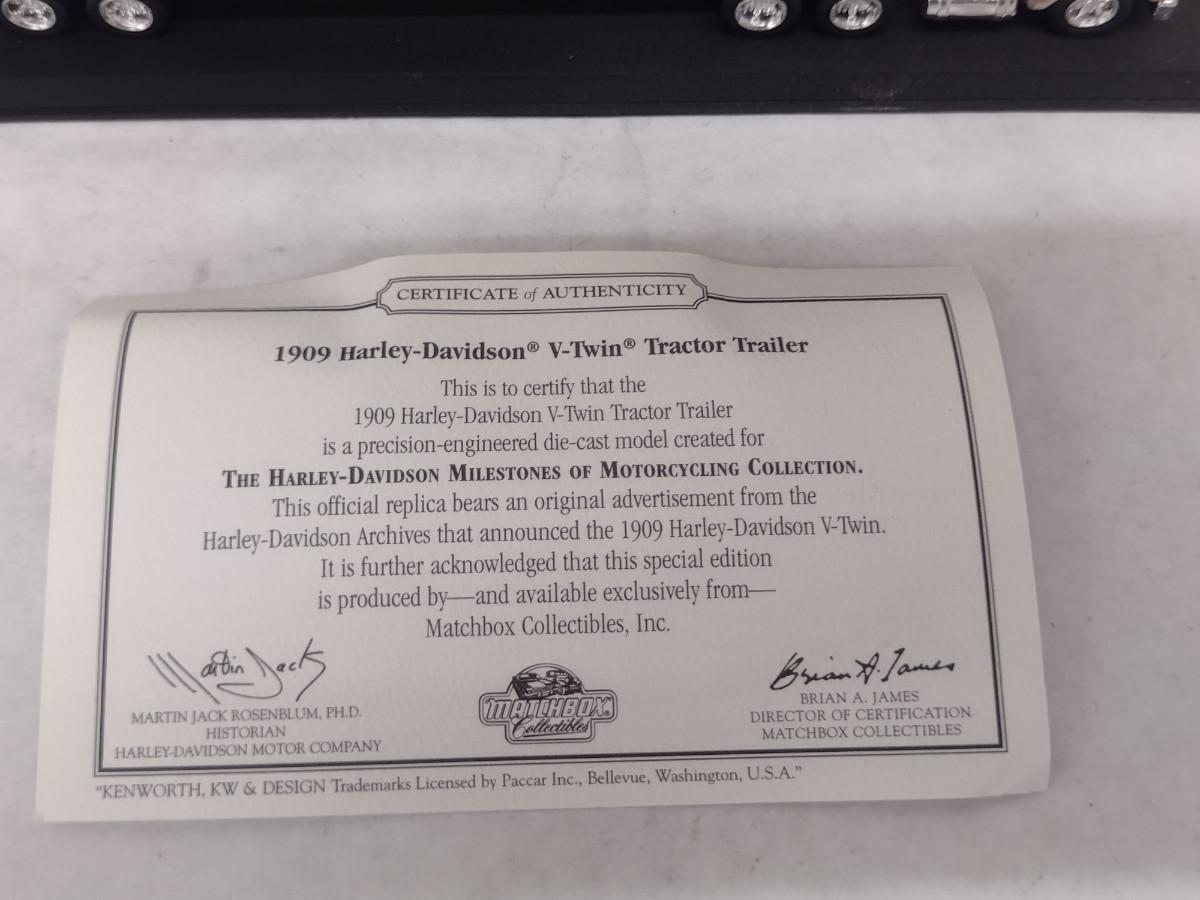 CERTIFICATE of AUTHENTICITY
1909 Harley-Davidson® V-Twin® Tractor Trailer
This is to certify that the
1909 Harley-Davidson V-Twin Tractor Trailer
is a precision-engineered die-cast model created for
THE HARLEY-DAVIDSON MILESTONES OF MOTORCYCLING COLLECTION.
This official replica bears an original advertisement from the
Harley-Davidson Archives that announced the 1909 Harley-Davidson V-Twin.
It is further acknowledged that this special edition
is produced by—and available exclusively from—
Matchbox Collectibles, Inc.
Martin Jack
MARTIN JACK ROSENBLUM, PH.D.
HISTORIAN
HARLEY-DAVIDSON MOTOR COMPANY
MATCHBOX®
Collectibles
Brian A. James
BRIAN A. JAMES
DIRECTOR OF CERTIFICATION
MATCHBOX COLLECTIBLES
"KENWORTH, KW & DESIGN Trademarks Licensed by Paccar Inc., Bellevue, Washington, U.S.A."